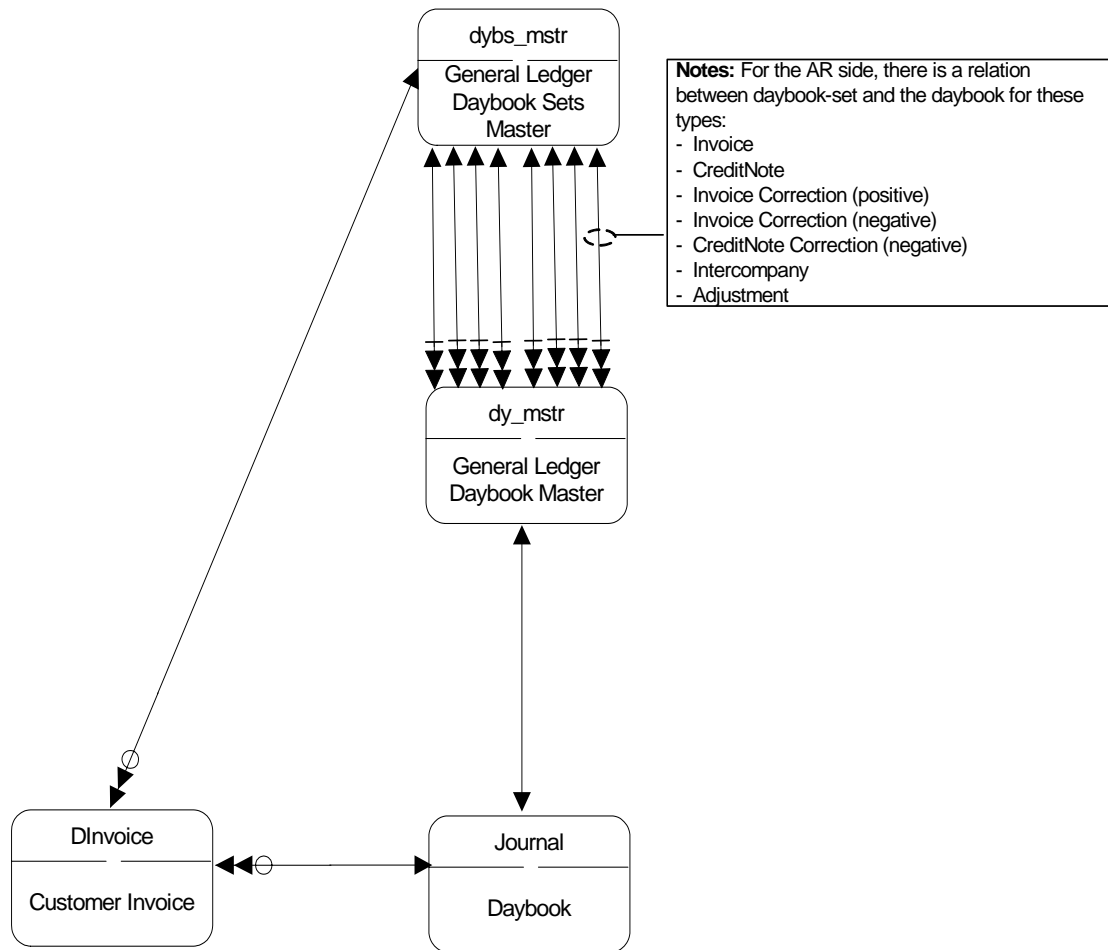 dybs_mstr
General Ledger
Daybook Sets
Master
Notes: For the AR side, there is a relation
between daybook-set and the daybook for these
types:
- Invoice
- CreditNote
- Invoice Correction (positive)
- Invoice Correction (negative)
- CreditNote Correction (negative)
- Intercompany
- Adjustment
dy_mstr
General Ledger
Daybook Master
DInvoice
Customer Invoice
Journal
Daybook